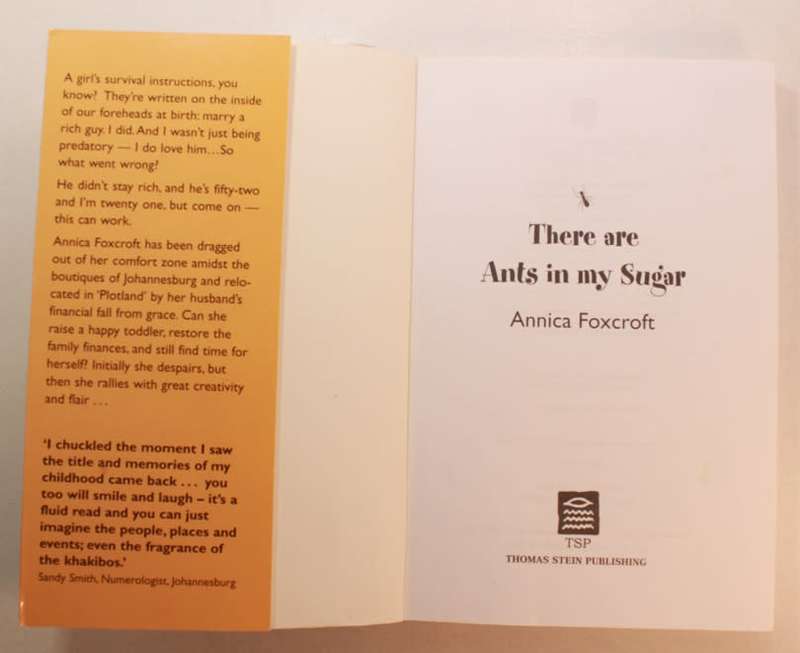 A girl's survival instructions, you
know? They're written on the inside
of our foreheads at birth: marry a
rich guy. I did. And I wasn't just being
predatory — I do love him...So
what went wrong?
He didn't stay rich, and he's fifty-two
and I'm twenty one, but come on —
this can work.
Annica Foxcroft has been dragged
out of her comfort zone amidst the
boutiques of Johannesburg and relo-
cated in 'Plotland' by her husband's
financial fall from grace. Can she
raise a happy toddler, restore the
family finances, and still find time for
herself? Initially she despairs, but
then she rallies with great creativity
and flair ...
'I chuckled the moment I saw
the title and memories of my
childhood came back ... you
too will smile and laugh – it's a
fluid read and you can just
imagine the people, places and
events; even the fragrance of
the khakibos.'
Sandy Smith, Numerologist, Johannesburg
There are
Ants in my Sugar
Annica Foxcroft
TSP
THOMAS STEIN PUBLISHING